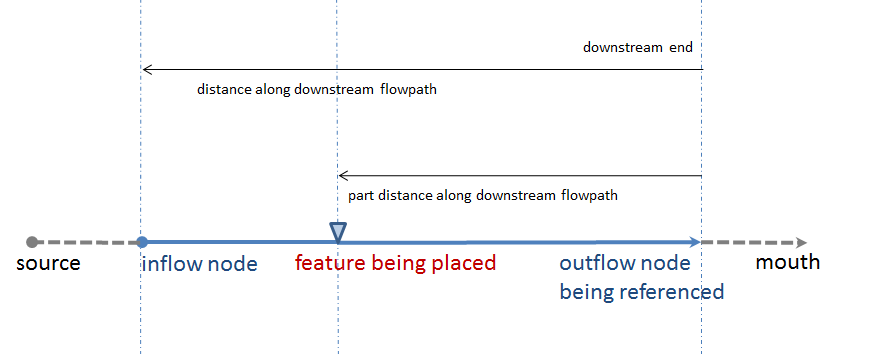 downstream end
distance along downstream flowpath
part distance along downstream flowpath
source
inflow node
feature being placed
outflow node
being referenced
mouth